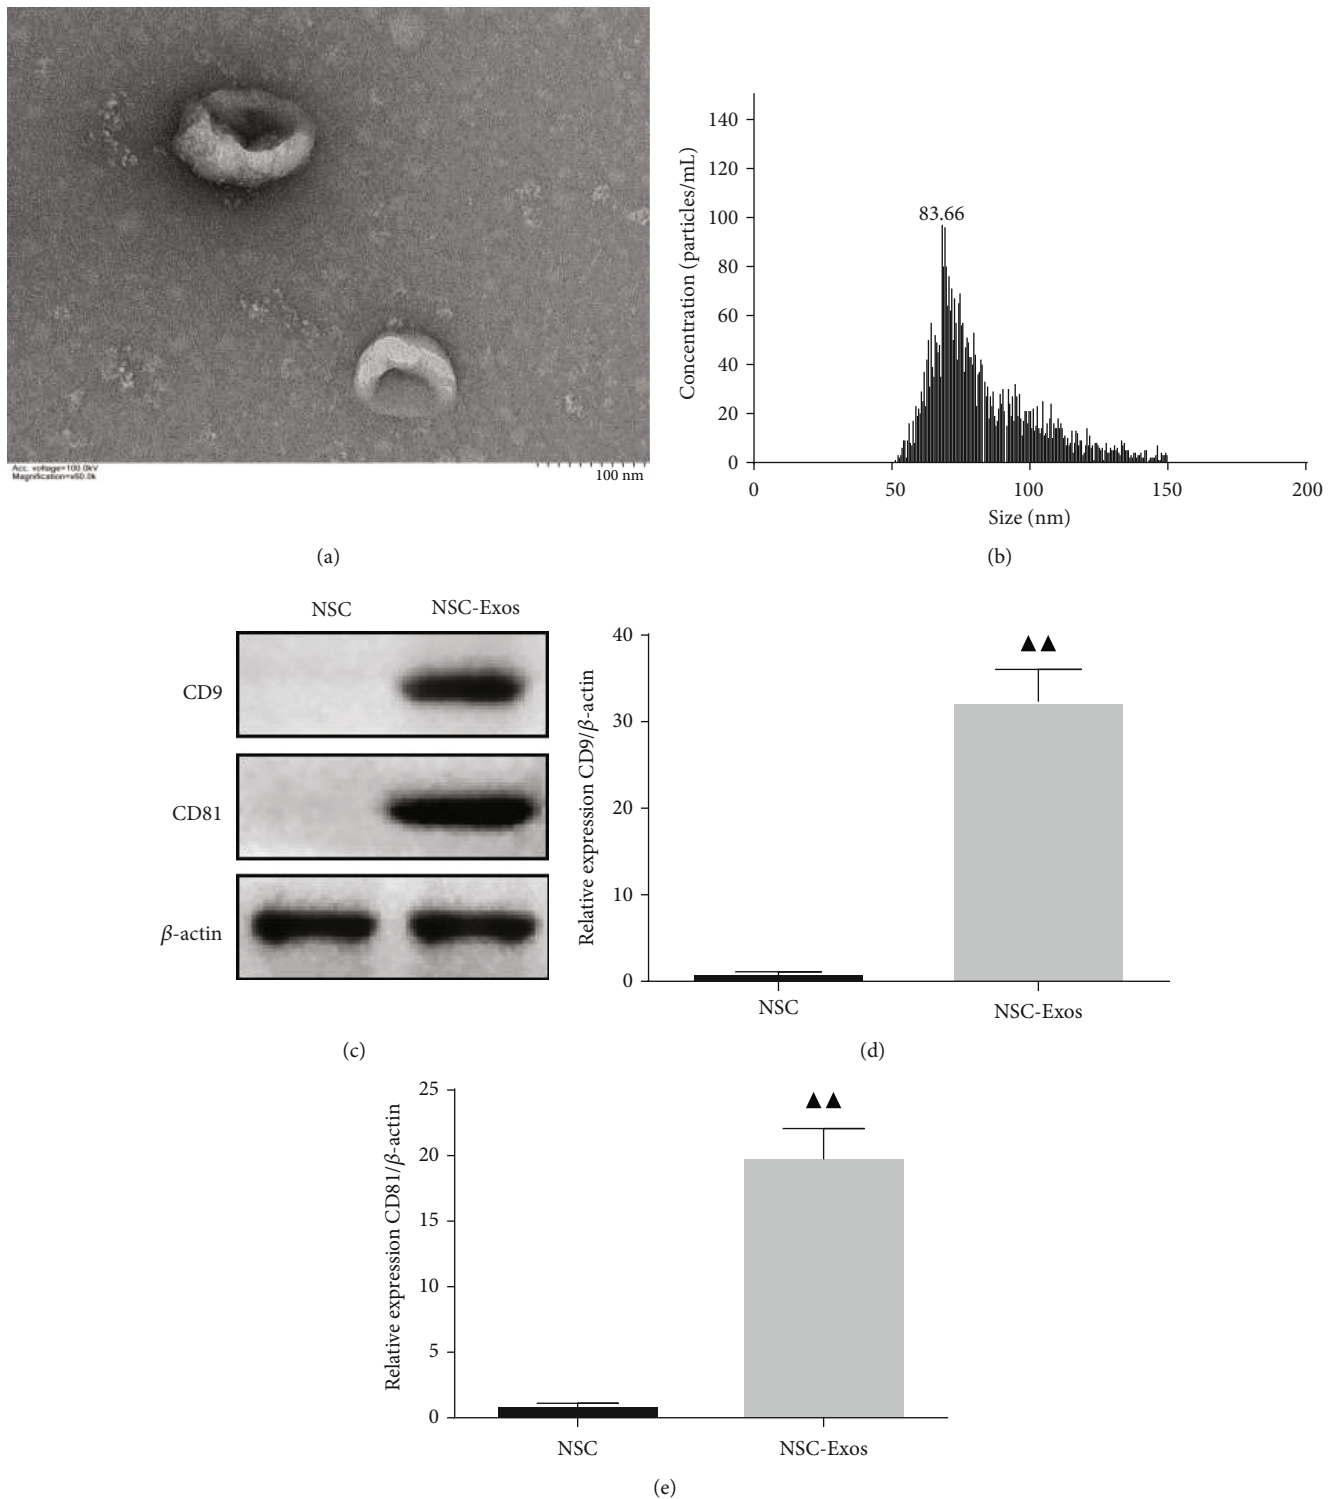 Acc. voltage=100.0kV
Magnification=x60.0k
100 nm
(a)
140
120
100
80
60
40
20
0
Concentration (particles/mL)
83.66
0 50 100 150 200
Size (nm)
(b)
NSC NSC-Exos
CD9
CD81
β-actin
(c)
40
30
20
10
0
Relative expression CD9/β-actin
▲▲
NSC NSC-Exos
(d)
25
20
15
10
5
0
Relative expression CD81/β-actin
▲▲
NSC NSC-Exos
(e)